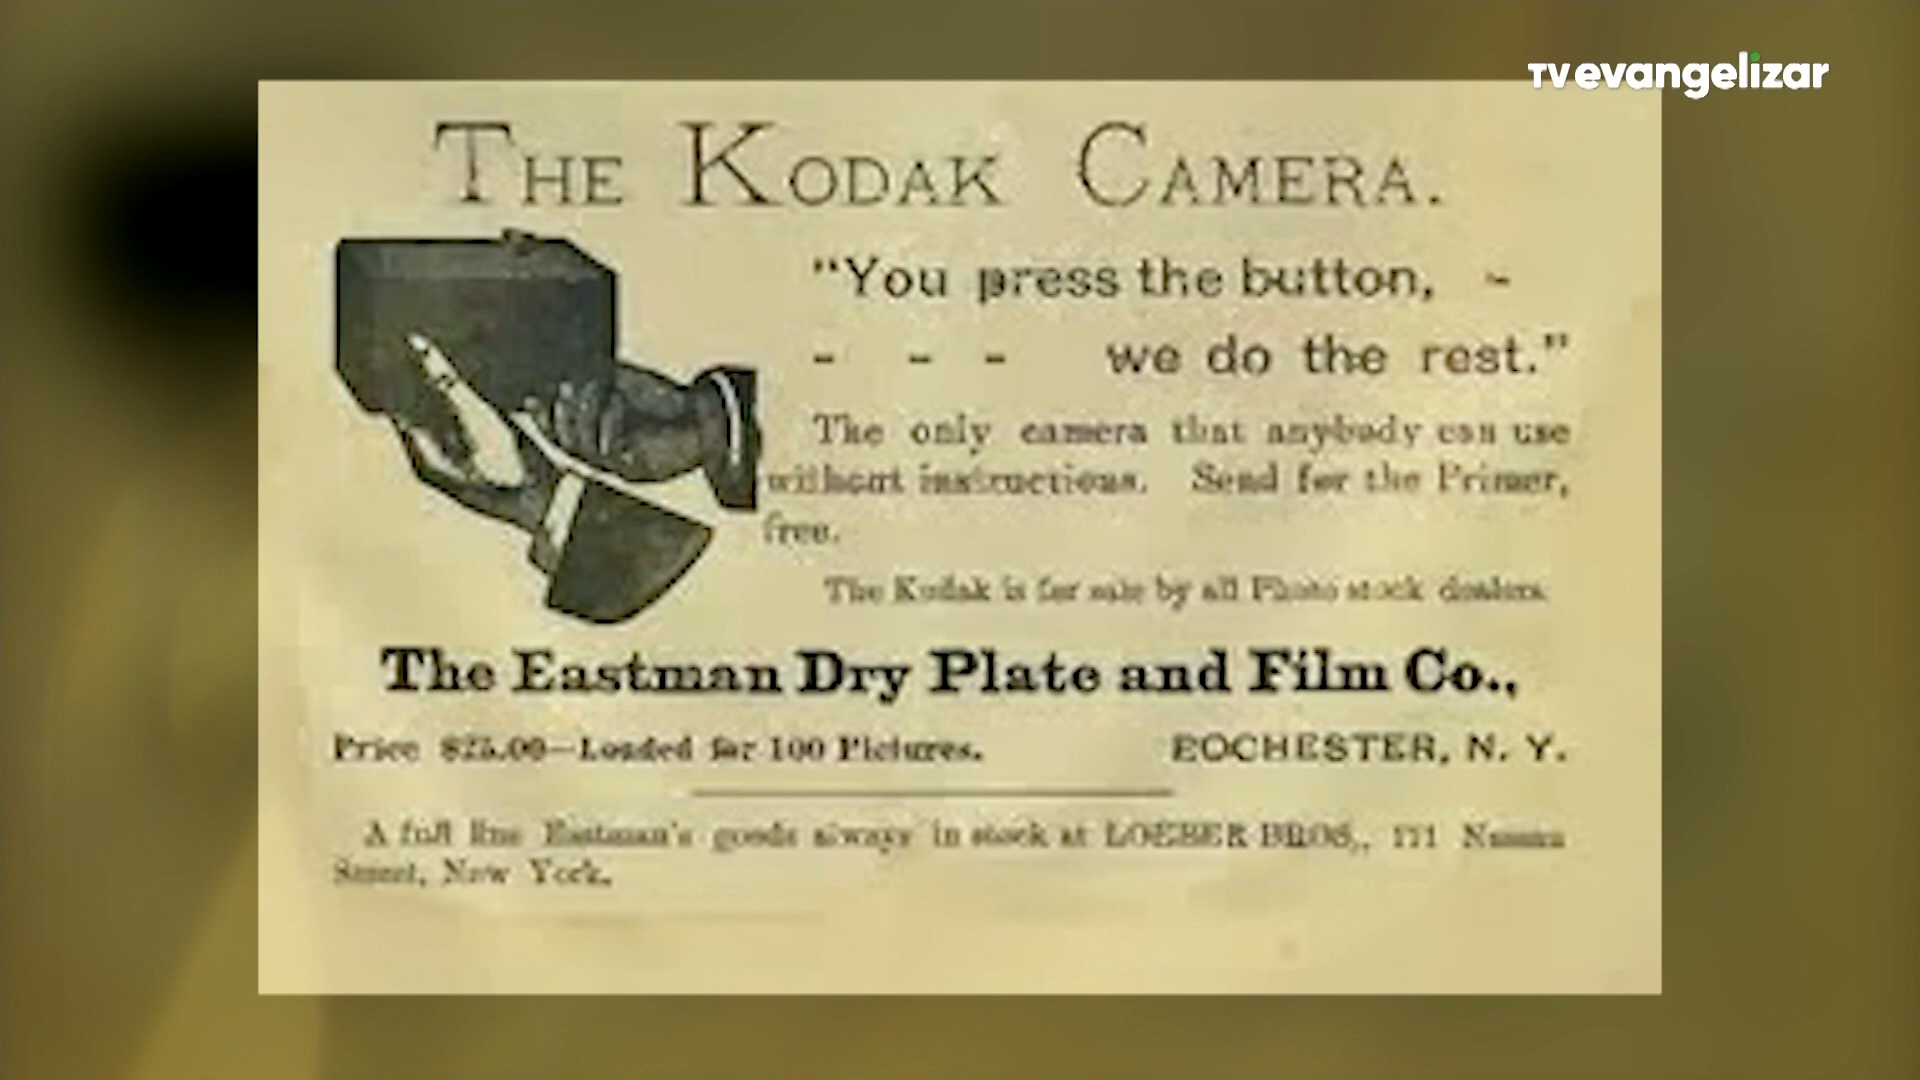 TVevangelizar
THE KODAK CAMERA.
"You press the button, -
- - - we do the rest."
The only camera that anybody can use
without instructions. Send for the Primer,
free.
The Kodak is for sale by all Photo stock dealers.
The Eastman Dry Plate and Film Co.,
Price $25.00—Loaded for 100 Pictures. ROCHESTER, N. Y.
A full line Eastman's goods always in stock at LOEBER BROS., 111 Nassau
Street, New York.